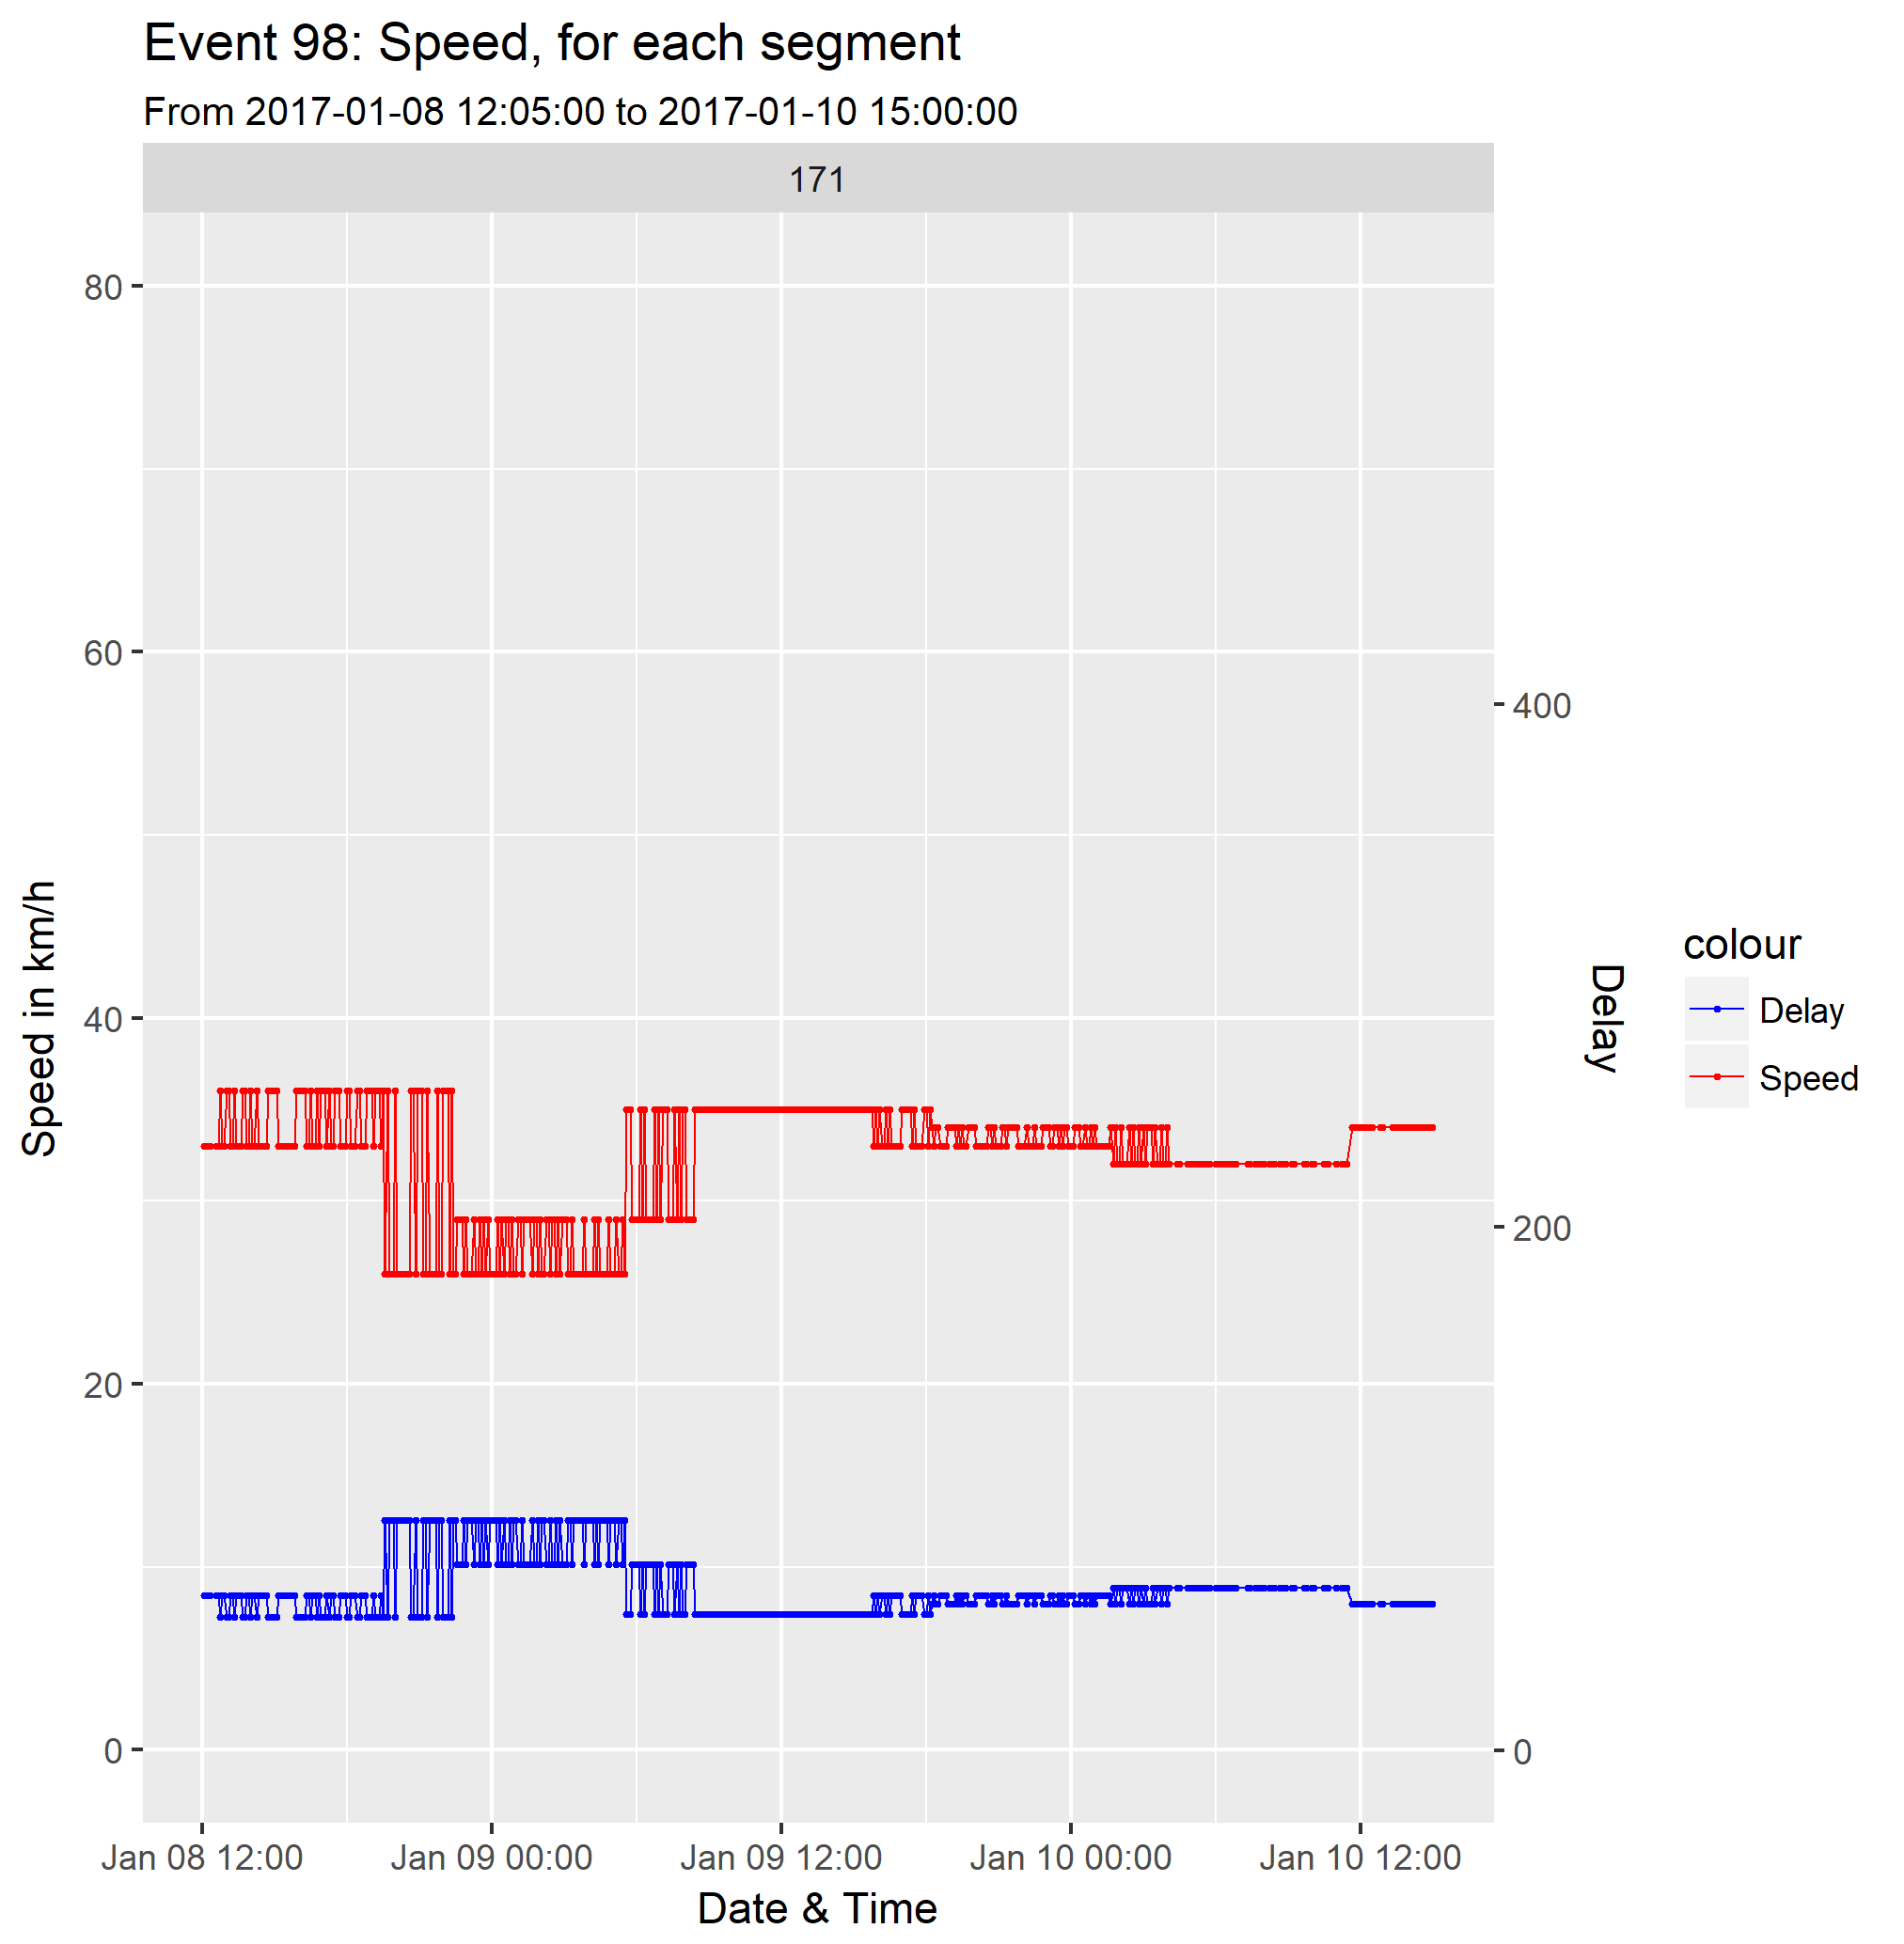 Event 98: Speed, for each segment
From 2017-01-08 12:05:00 to 2017-01-10 15:00:00
171
80
60
40
20
0
Speed in km/h
400
200
0
Delay
colour
Delay
Speed
Jan 08 12:00
Jan 09 00:00
Jan 09 12:00
Jan 10 00:00
Jan 10 12:00
Date & Time